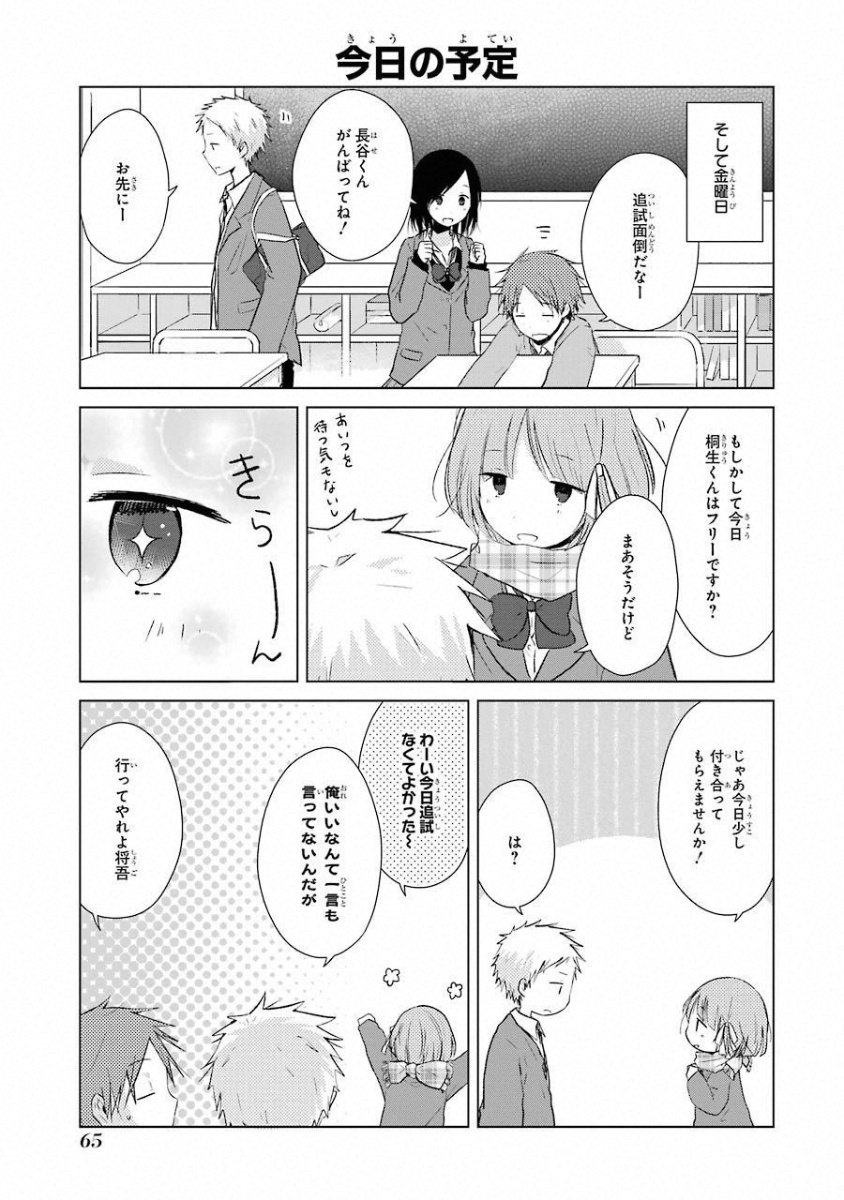 今日の予定
そして金曜日
追試面倒だなー
長谷くん
がんばってね!
お先にー
もしかして今日
桐生くんはフリーですか?
まあそうだけど
あいつを
待つ気もないし
きらーん
じゃあ今日少し
付き合って
もらえませんか!
は?
わーい今日追試
なくてよかった〜
俺いいなんて一言も
言ってないんだが
行ってやれよ将吾
65